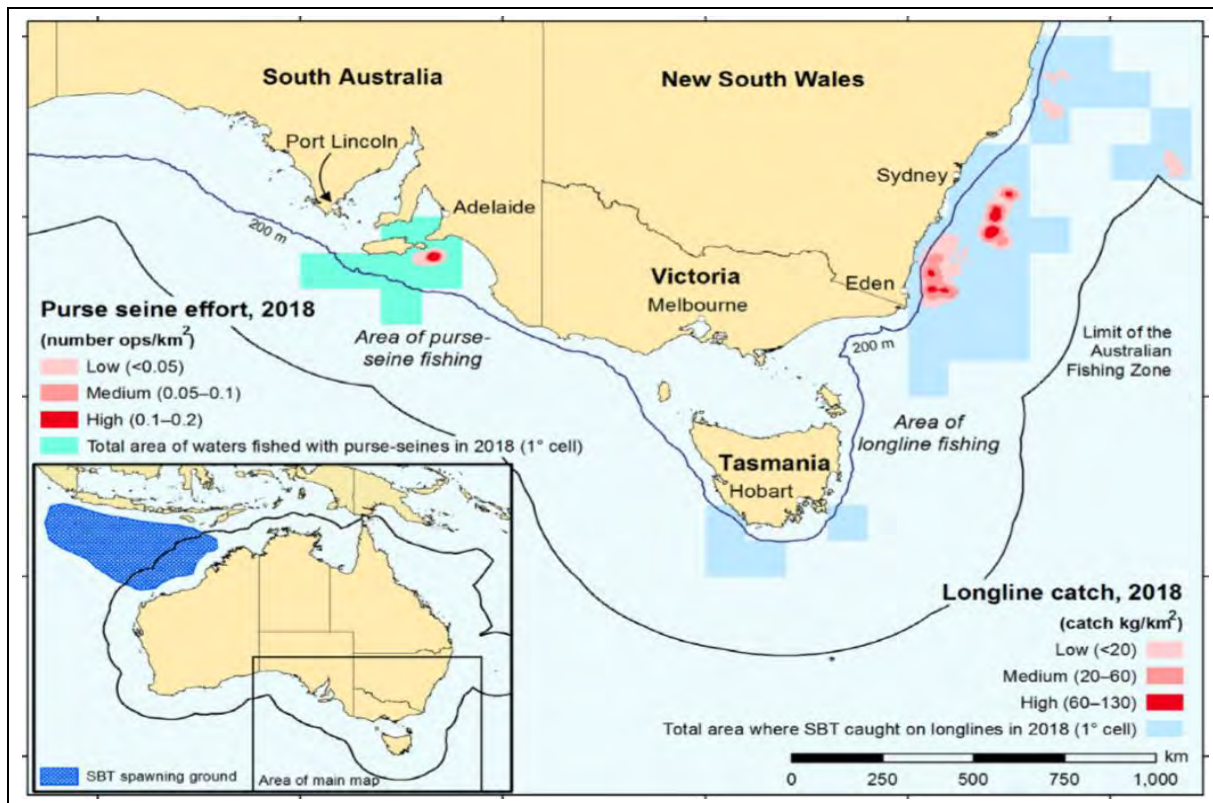 South Australia
New South Wales
Port Lincoln
Adelaide
Sydney
200 m
Victoria
Melbourne
Eden
200 m
Limit of the
Australian
Fishing Zone
Purse seine effort, 2018
(number ops/km²)
Low (<0.05)
Medium (0.05–0.1)
High (0.1–0.2)
Total area of waters fished with purse-seines in 2018 (1° cell)
Area of purse-
seine fishing
Area of
longline fishing
Tasmania
Hobart
SBT spawning ground
Area of main map
Longline catch, 2018
(catch kg/km²)
Low (<20)
Medium (20–60)
High (60–130)
Total area where SBT caught on longlines in 2018 (1° cell)
km
0 250 500 750 1,000